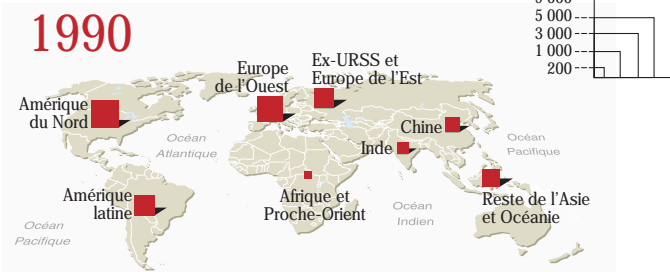 1990
5 000
3 000
1 000
200
Europe
de l'Ouest
Ex-URSS et
Europe de l'Est
Amérique
du Nord
Océan
Atlantique
Chine
Inde
Océan
Pacifique
Amérique
latine
Afrique et
Proche-Orient
Océan
Indien
Reste de l'Asie
et Océanie
Océan
Pacifique